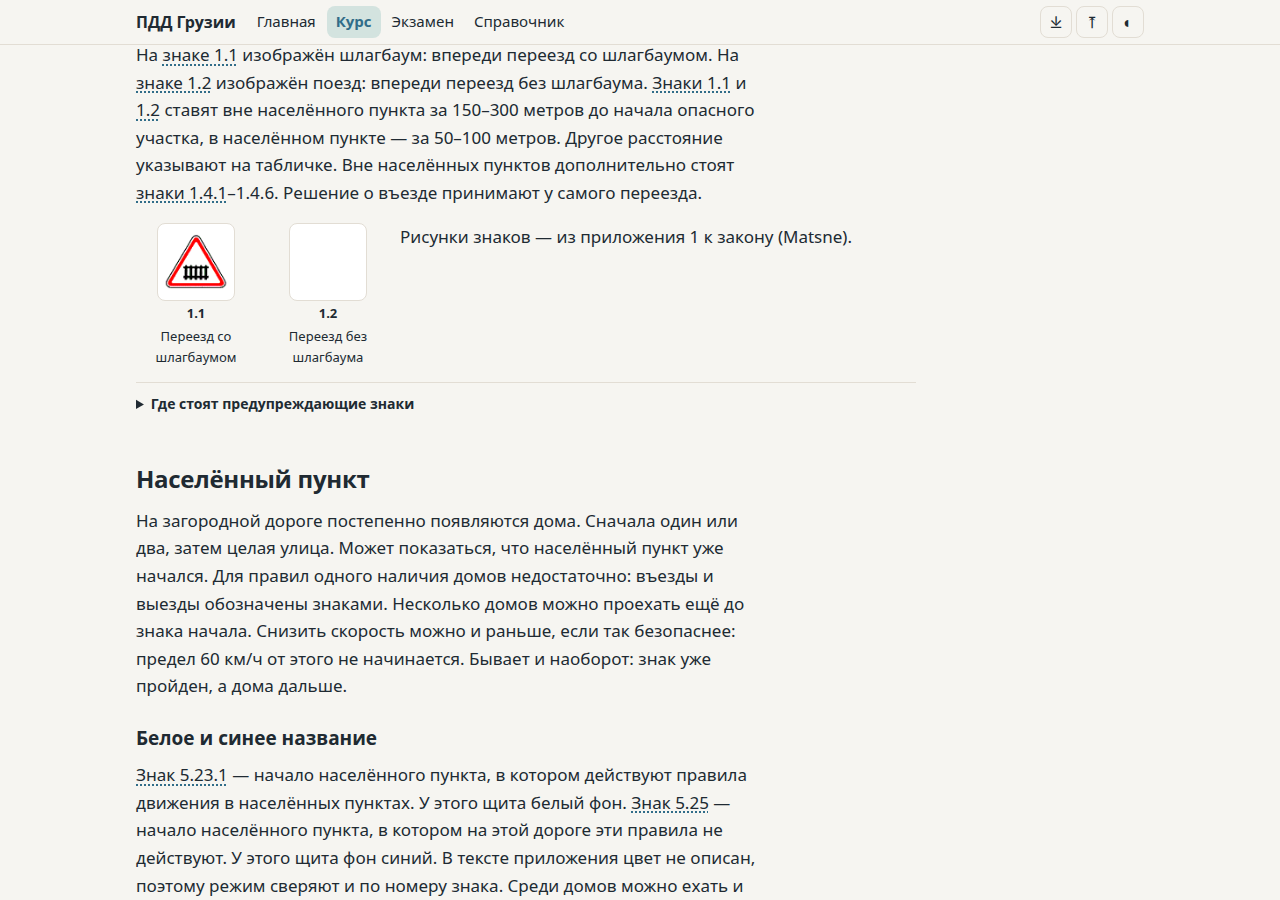 ПДД Грузии Главная Курс Экзамен Справочник
На знаке 1.1 изображён шлагбаум: впереди переезд со шлагбаумом. На
знаке 1.2 изображён поезд: впереди переезд без шлагбаума. Знаки 1.1 и
1.2 ставят вне населённого пункта за 150–300 метров до начала опасного
участка, в населённом пункте — за 50–100 метров. Другое расстояние
указывают на табличке. Вне населённых пунктов дополнительно стоят
знаки 1.4.1–1.4.6. Решение о въезде принимают у самого переезда.
1.1
Переезд со
шлагбаумом
1.2
Переезд без
шлагбаума
Рисунки знаков — из приложения 1 к закону (Matsne).
Где стоят предупреждающие знаки
Населённый пункт
На загородной дороге постепенно появляются дома. Сначала один или
два, затем целая улица. Может показаться, что населённый пункт уже
начался. Для правил одного наличия домов недостаточно: въезды и
выезды обозначены знаками. Несколько домов можно проехать ещё до
знака начала. Снизить скорость можно и раньше, если так безопаснее:
предел 60 км/ч от этого не начинается. Бывает и наоборот: знак уже
пройден, а дома дальше.
Белое и синее название
Знак 5.23.1 — начало населённого пункта, в котором действуют правила
движения в населённых пунктах. У этого щита белый фон. Знак 5.25 —
начало населённого пункта, в котором на этой дороге эти правила не
действуют. У этого щита фон синий. В тексте приложения цвет не описан,
поэтому режим сверяют и по номеру знака. Среди домов можно ехать и